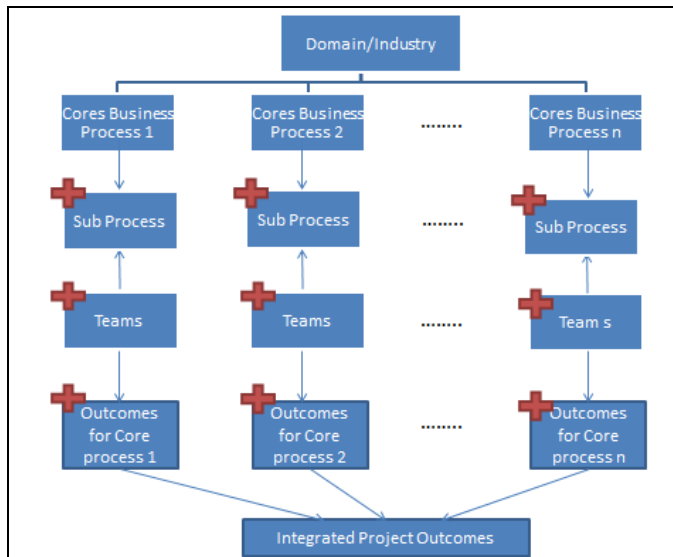 Domain/Industry
Cores Business
Process 1
Cores Business
Process 2
........
Cores Business
Process n
Sub Process
Sub Process
........
Sub Process
Teams
Teams
........
Team s
Outcomes
for Core
process 1
Outcomes
for Core
process 2
........
Outcomes
for Core
process n
Integrated Project Outcomes